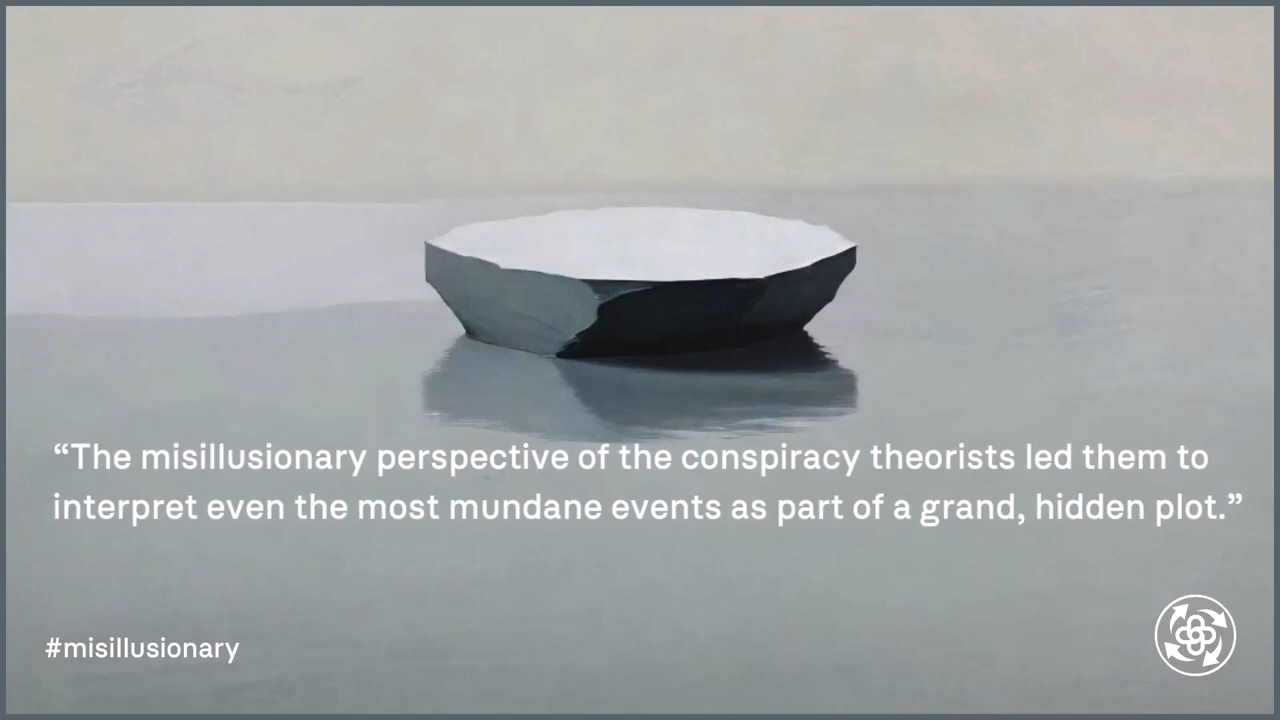 “The misillusionary perspective of the conspiracy theorists led them to
interpret even the most mundane events as part of a grand, hidden plot.”
#misillusionary